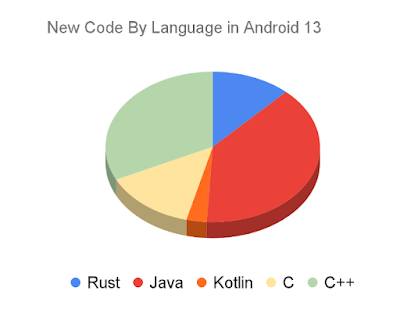 New Code By Language in Android 13
Rust Java Kotlin C C++